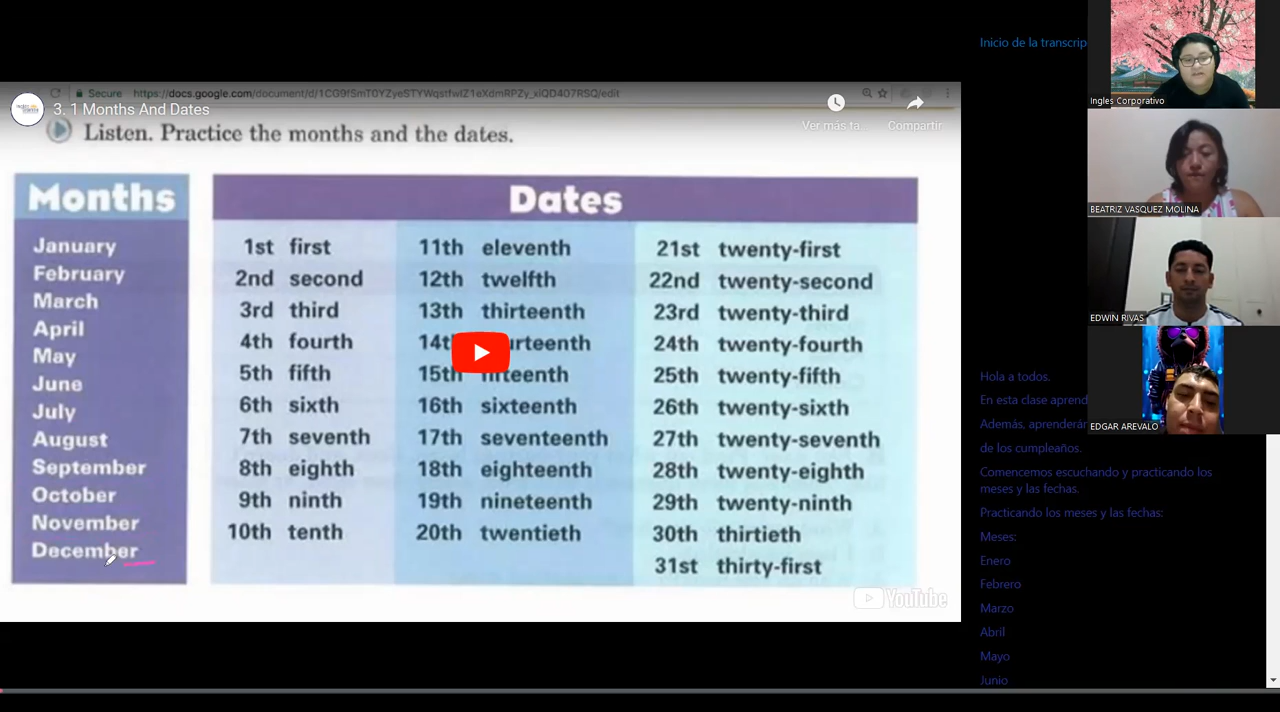 Secure https://docs.google.com/document/d/1CG9fSmT0YZyeSTYWqstfwIZ1eXdmRPZy_xiQD407RSQ/edit
3. 1 Months And Dates
Ver más ta...
Compartir
Listen. Practice the months and the dates.
Months
January
February
March
April
May
June
July
August
September
October
November
December
Dates
1st first
2nd second
3rd third
4th fourth
5th fifth
6th sixth
7th seventh
8th eighth
9th ninth
10th tenth
11th eleventh
12th twelfth
13th thirteenth
14t urteenth
15th fifteenth
16th sixteenth
17th seventeenth
18th eighteenth
19th nineteenth
20th twentieth
21st twenty-first
22nd twenty-second
23rd twenty-third
24th twenty-fourth
25th twenty-fifth
26th twenty-sixth
27th twenty-seventh
28th twenty-eighth
29th twenty-ninth
30th thirtieth
31st thirty-first
YouTube
Inicio de la transcrip
Hola a todos.
En esta clase aprend
Además, aprenderán
de los cumpleaños.
Comencemos escuchando y practicando los
meses y las fechas.
Practicando los meses y las fechas:
Meses:
Enero
Febrero
Marzo
Abril
Mayo
Junio
Ingles Corporativo
BEATRIZ VASQUEZ MOLINA
EDWIN RIVAS
EDGAR AREVALO